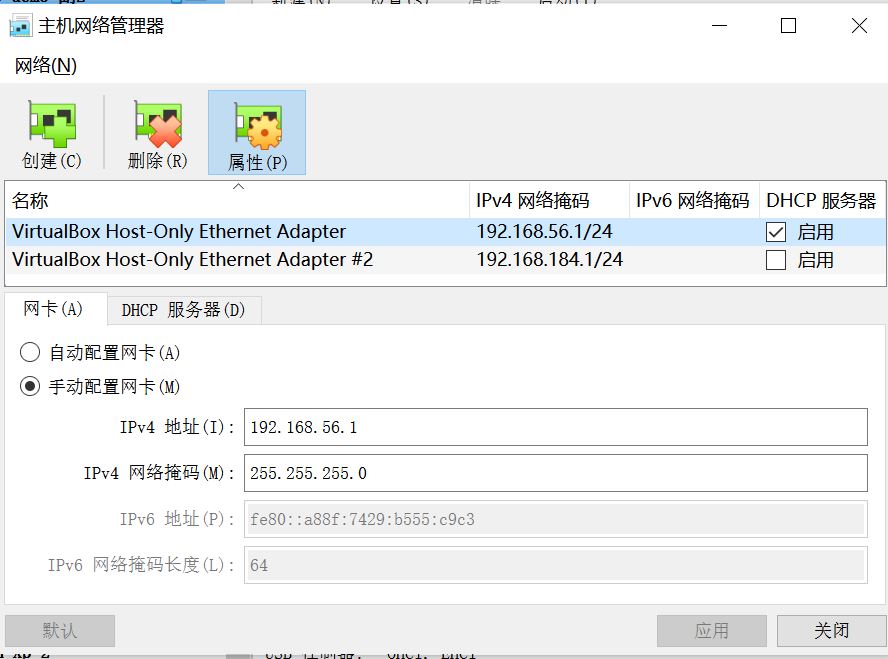 主机网络管理器
网络(N)
创建(C) 删除(R) 属性(P)
名称 IPv4 网络掩码 IPv6 网络掩码 DHCP 服务器
VirtualBox Host-Only Ethernet Adapter 192.168.56.1/24 启用
VirtualBox Host-Only Ethernet Adapter #2 192.168.184.1/24 启用
网卡(A) DHCP 服务器(D)
自动配置网卡(A)
手动配置网卡(M)
IPv4 地址(I): 192.168.56.1
IPv4 网络掩码(M): 255.255.255.0
IPv6 地址(P): fe80::a88f:7429:b555:c9c3
IPv6 网络掩码长度(L): 64
默认 应用 关闭